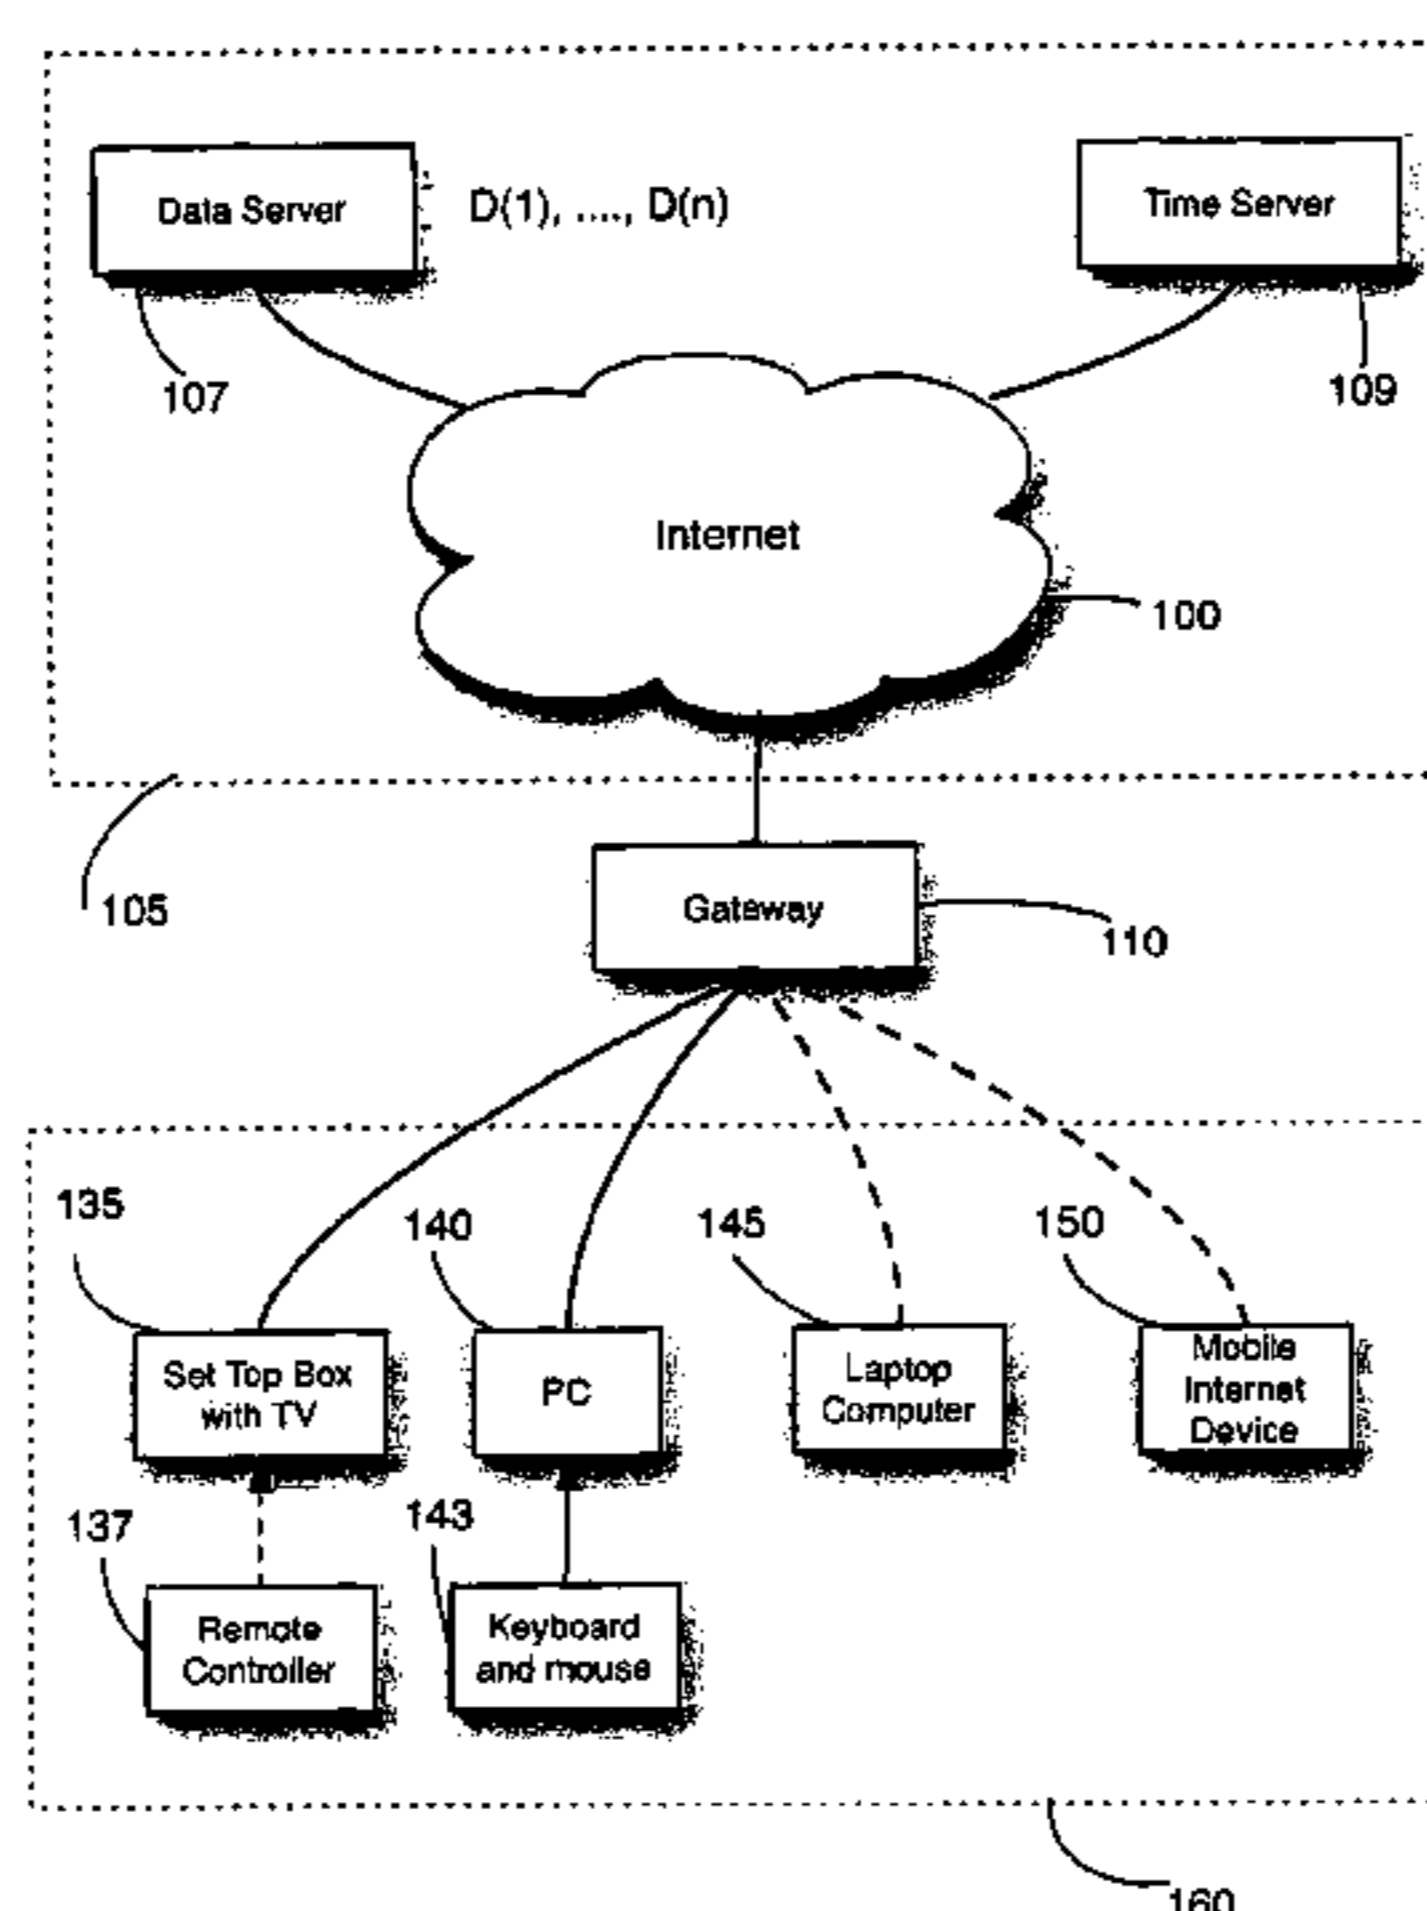 Data Server
D(1), ...., D(n)
Time Server
107
109
Internet
100
105
Gateway
110
135
140
145
150
Set Top Box
with TV
PC
Laptop
Computer
Mobile
Internet
Device
137
143
Remote
Controller
Keyboard
and mouse
160